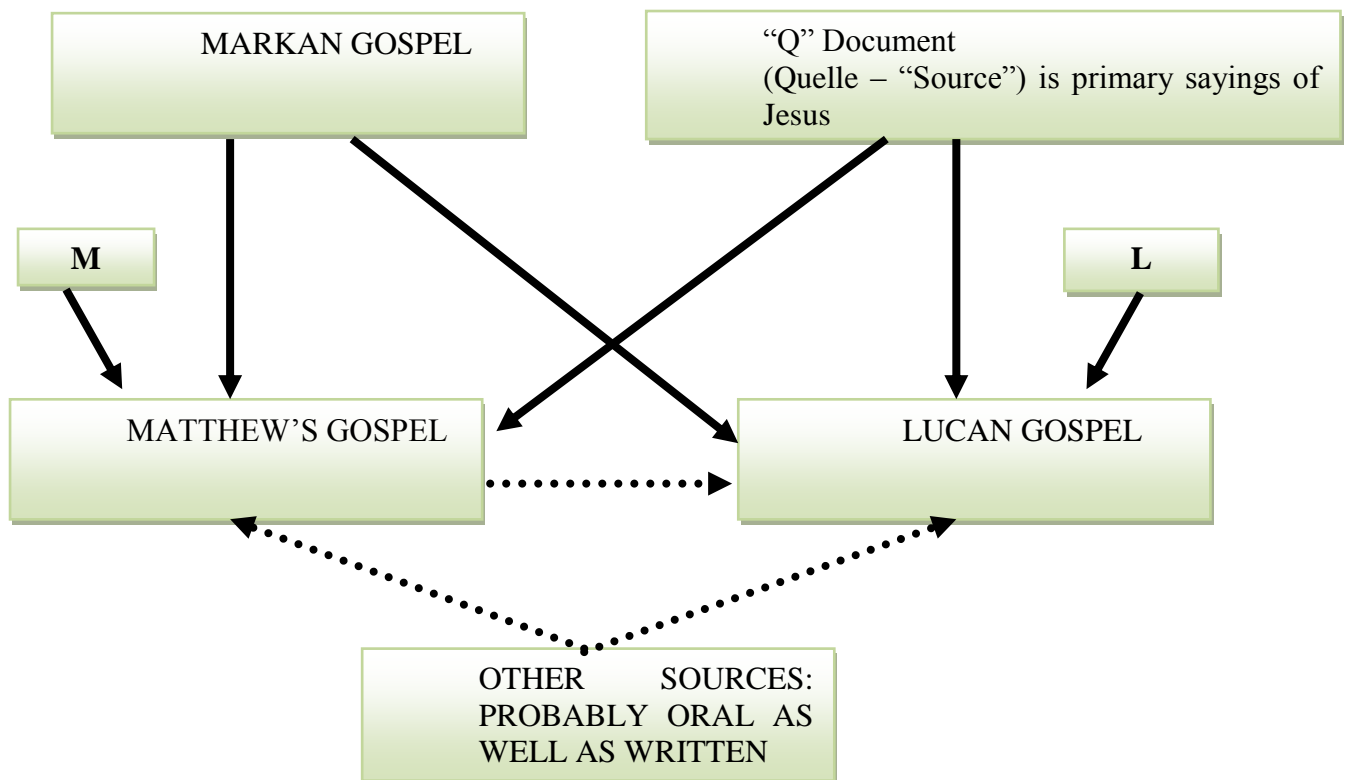 MARKAN GOSPEL
“Q” Document
(Quelle – “Source”) is primary sayings of
Jesus
M
L
MATTHEW’S GOSPEL
LUCAN GOSPEL
OTHER SOURCES:
PROBABLY ORAL AS
WELL AS WRITTEN